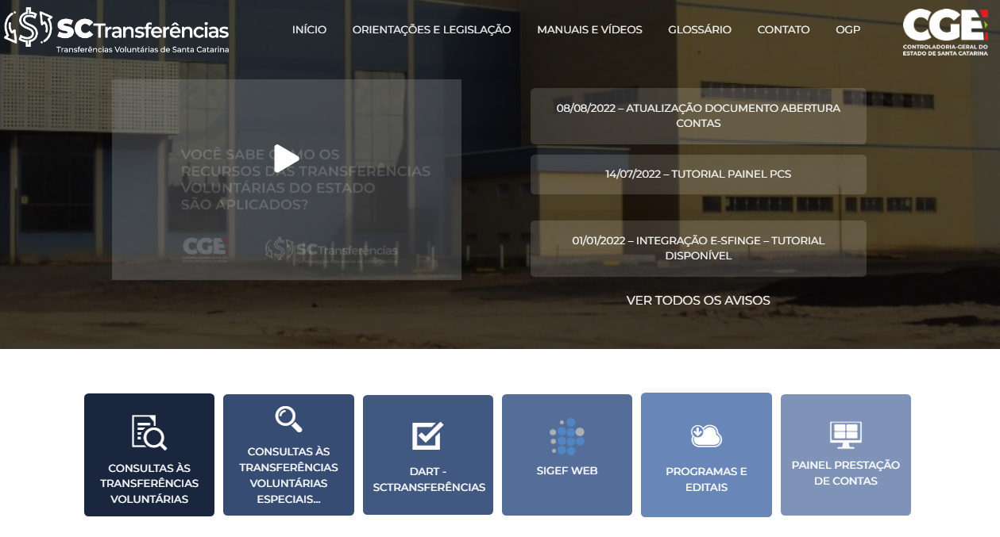 SCTransferências
Transferências Voluntárias de Santa Catarina
INÍCIO
ORIENTAÇÕES E LEGISLAÇÃO
MANUAIS E VÍDEOS
GLOSSÁRIO
CONTATO
OGP
CGE
CONTROLADORIA-GERAL DO
ESTADO DE SANTA CATARINA
VOCÊ SABE COMO OS
RECURSOS DAS TRANSFERÊNCIAS
VOLUNTÁRIAS DO ESTADO
SÃO APLICADOS?
CGE
SCTransferências
08/08/2022 – ATUALIZAÇÃO DOCUMENTO ABERTURA
CONTAS
14/07/2022 – TUTORIAL PAINEL PCS
01/01/2022 – INTEGRAÇÃO E-SFINGE – TUTORIAL
DISPONÍVEL
VER TODOS OS AVISOS
CONSULTAS ÀS
TRANSFERÊNCIAS
VOLUNTÁRIAS
CONSULTAS ÀS
TRANSFERÊNCIAS
VOLUNTÁRIAS
ESPECIAIS...
DART -
SCTRANSFERÊNCIAS
SIGEF WEB
PROGRAMAS E
EDITAIS
PAINEL PRESTAÇÃO
DE CONTAS